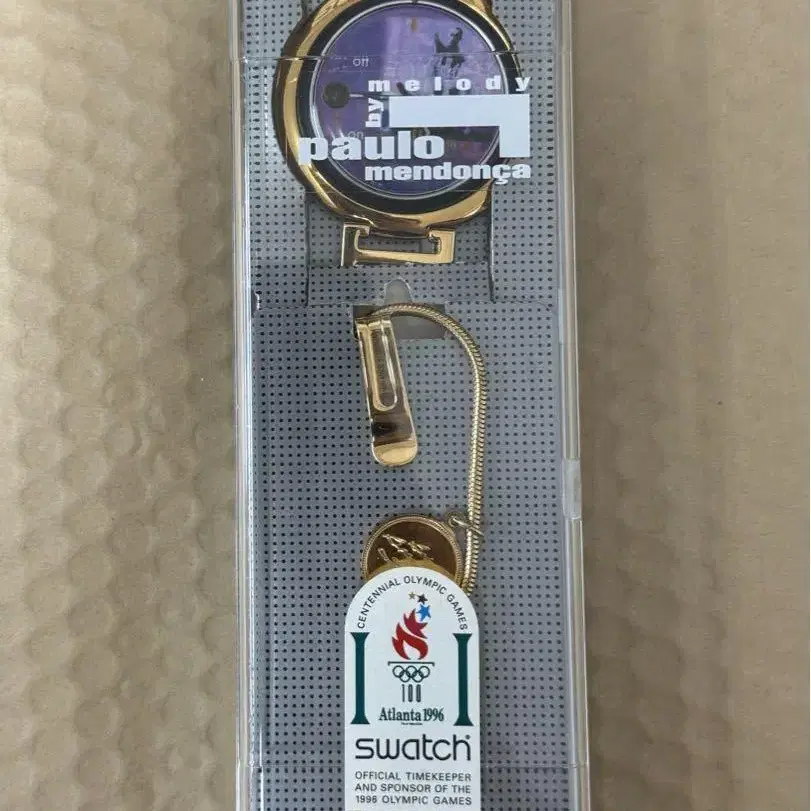 off
melody
by
on
paulo
mendonça
CENTENNIAL OLYMPIC GAMES
100
Atlanta 1996
swatch
OFFICIAL TIMEKEEPER
AND SPONSOR OF THE
1996 OLYMPIC GAMES